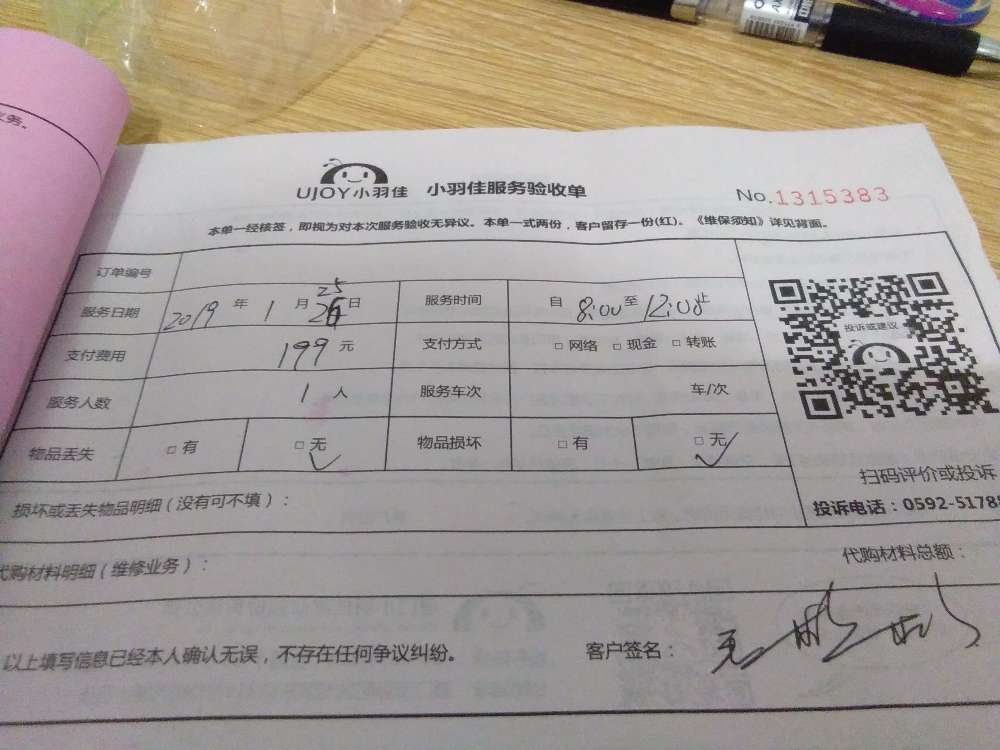 业务。
UJOY小羽佳 小羽佳服务验收单 No.1315383
本单一经核签，即视为对本次服务验收无异议。本单一式两份，客户留存一份(红)。《维保须知》详见背面。
订单编号
25
服务日期 2019 年 1 月 26 日 服务时间 自 8:00 至 12:00 止
支付费用 199 元 支付方式 □ 网络 □ 现金 □ 转账
服务人数 1 人 服务车次 车/次
物品丢失 □ 有 □ 无 物品损坏 □ 有 □ 无
投诉或建议
扫码评价或投诉
损坏或丢失物品明细（没有可不填）：
投诉电话：0592-5178
代购材料明细（维修业务）： 代购材料总额：
以上填写信息已经本人确认无误，不存在任何争议纠纷。 客户签名：